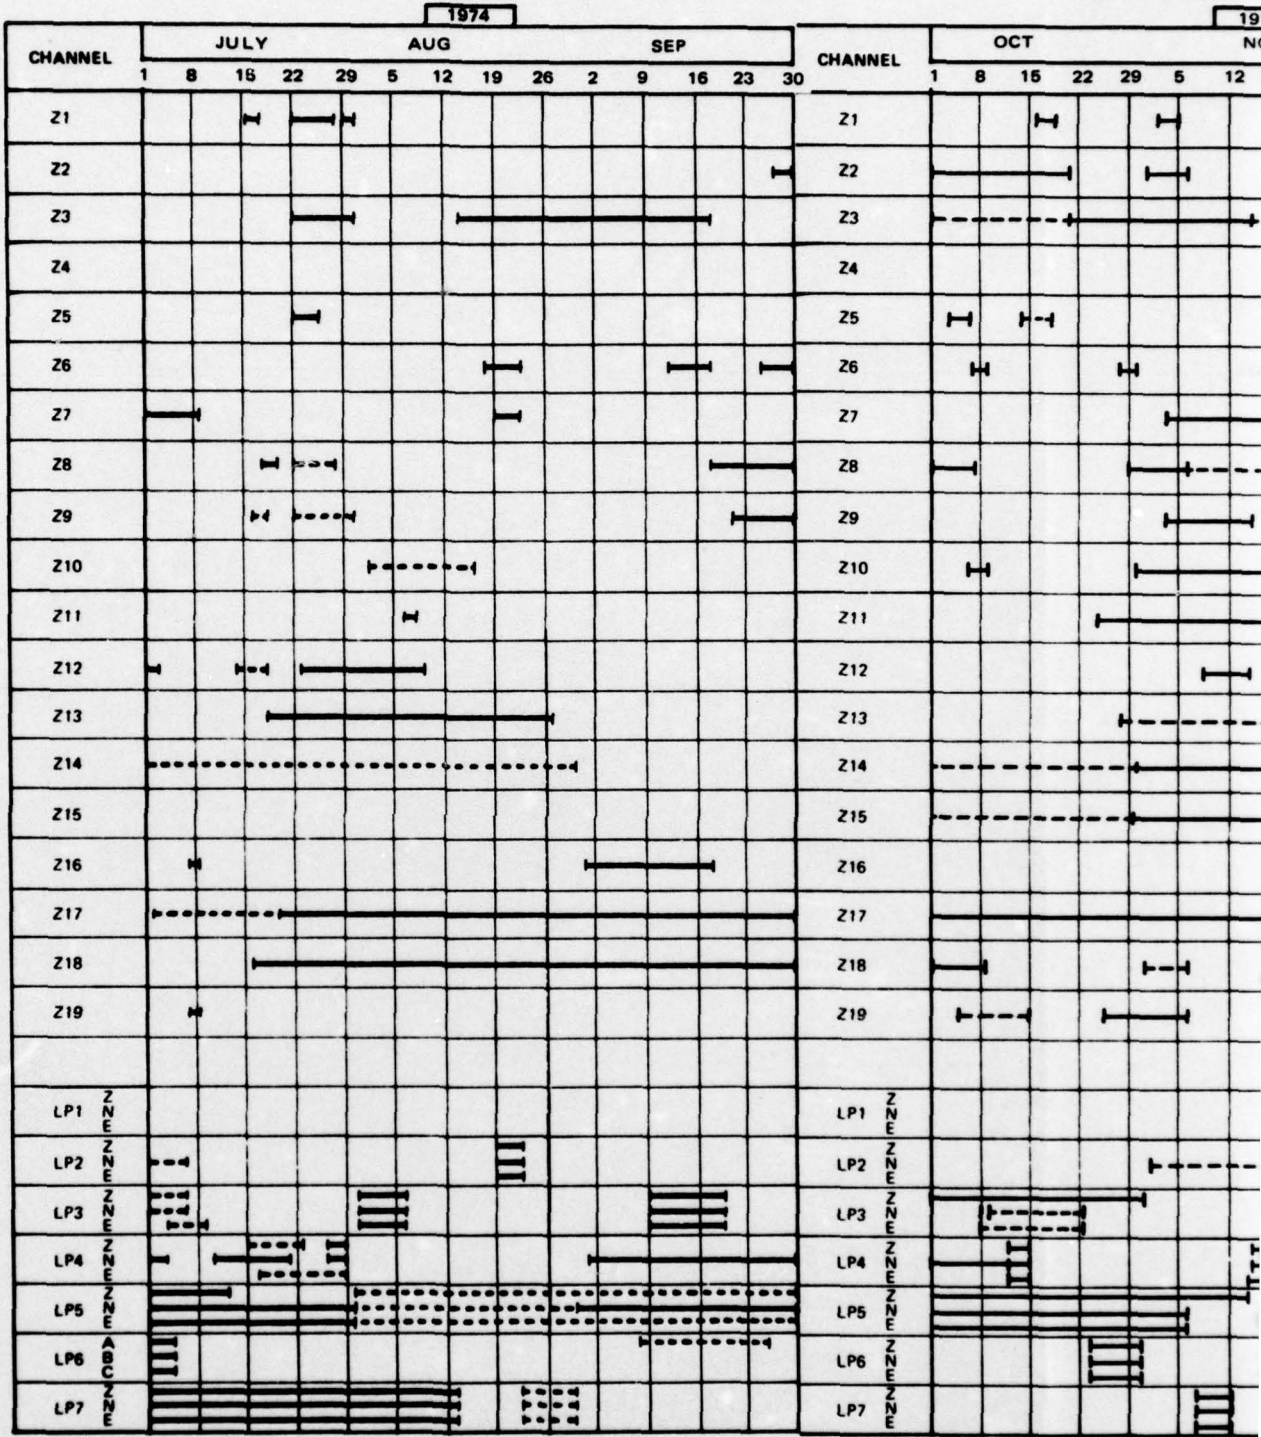 1974
CHANNEL JULY AUG SEP
1 8 15 22 29 5 12 19 26 2 9 16 23 30
Z1
Z2
Z3
Z4
Z5
Z6
Z7
Z8
Z9
Z10
Z11
Z12
Z13
Z14
Z15
Z16
Z17
Z18
Z19
LP1 Z N E
LP2 Z N E
LP3 Z N E
LP4 Z N E
LP5 Z N E
LP6 A B C
LP7 Z N E
19
CHANNEL OCT NO
1 8 15 22 29 5 12
Z1
Z2
Z3
Z4
Z5
Z6
Z7
Z8
Z9
Z10
Z11
Z12
Z13
Z14
Z15
Z16
Z17
Z18
Z19
LP1 Z N E
LP2 Z N E
LP3 Z N E
LP4 Z N E
LP5 Z N E
LP6 Z N E
LP7 Z N E